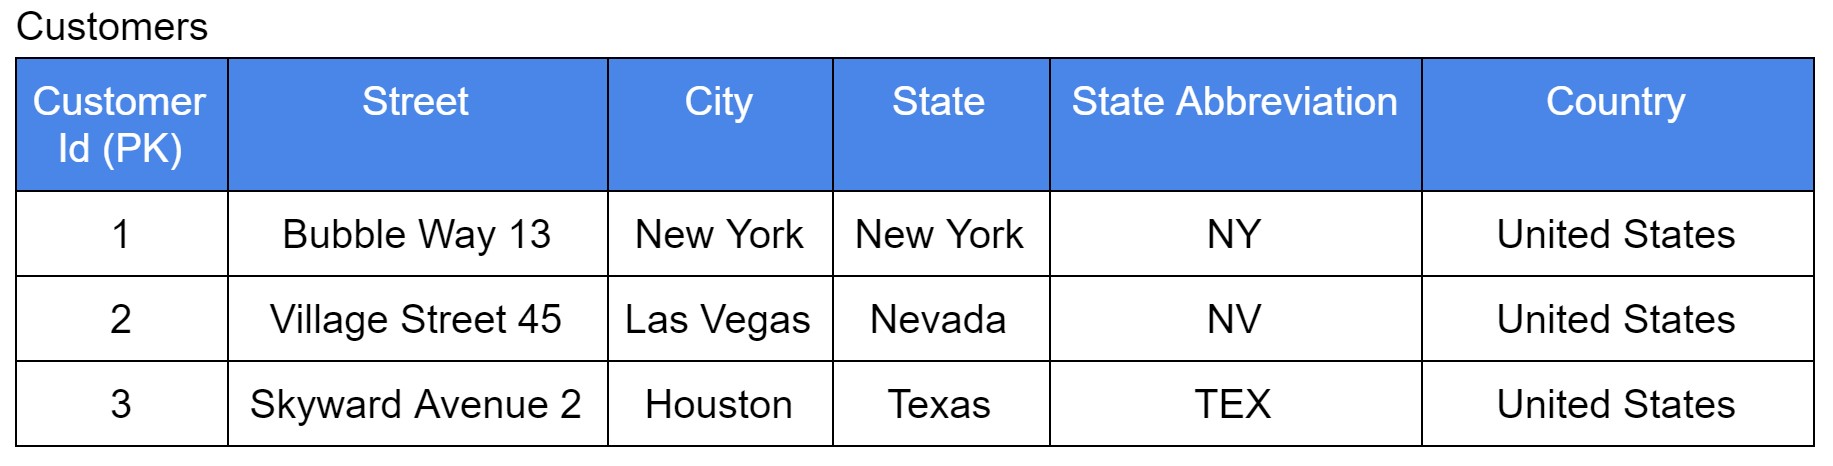 Customers
Customer Id (PK) Street City State State Abbreviation Country
1 Bubble Way 13 New York New York NY United States
2 Village Street 45 Las Vegas Nevada NV United States
3 Skyward Avenue 2 Houston Texas TEX United States